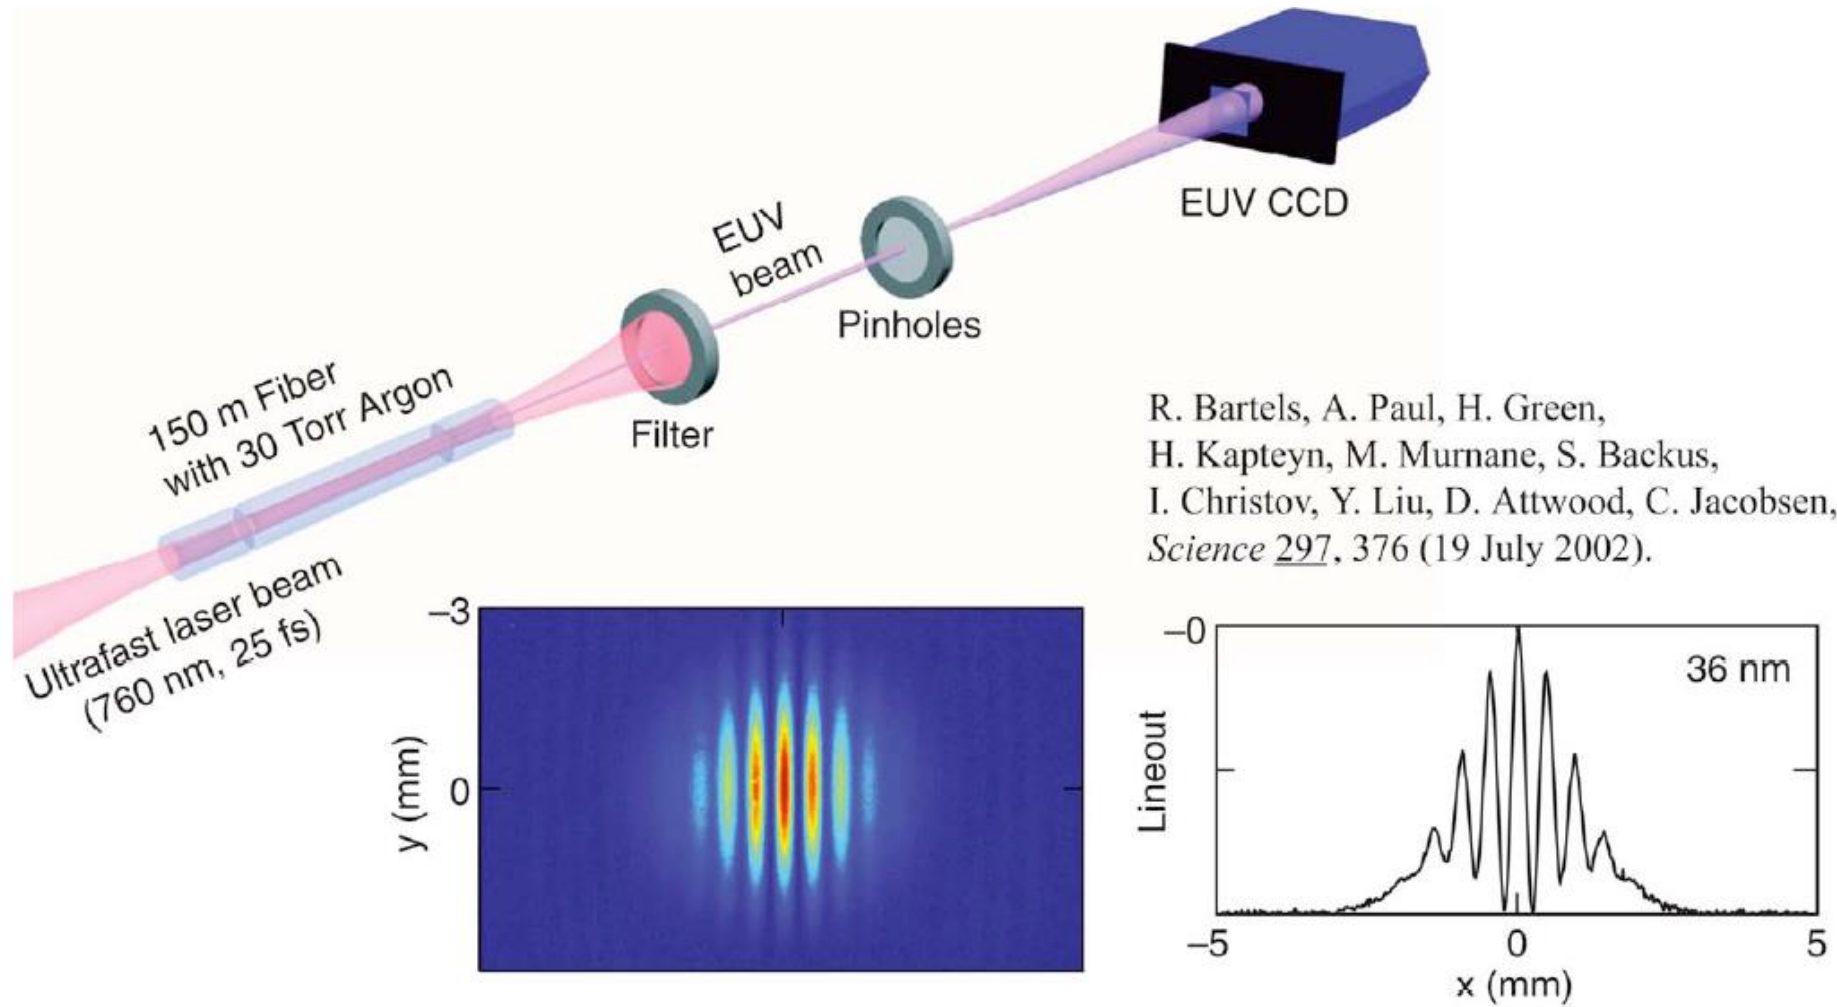 EUV CCD
EUV
beam
Pinholes
Filter
150 m Fiber
with 30 Torr Argon
Ultrafast laser beam
(760 nm, 25 fs)
R. Bartels, A. Paul, H. Green,
H. Kapteyn, M. Murnane, S. Backus,
I. Christov, Y. Liu, D. Attwood, C. Jacobsen,
Science 297, 376 (19 July 2002).
–3
0
y (mm)
–0
36 nm
Lineout
–5
0
5
x (mm)